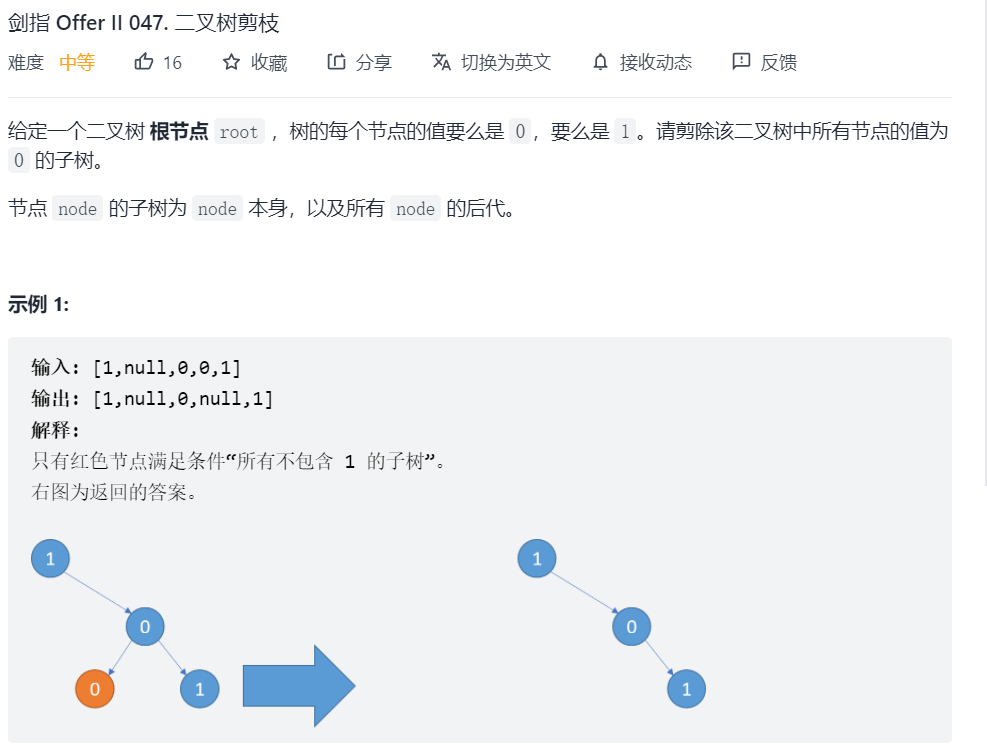 剑指 Offer II 047. 二叉树剪枝
难度 中等 16 收藏 分享 切换为英文 接收动态 反馈
给定一个二叉树 根节点 root ，树的每个节点的值要么是 0，要么是 1。请剪除该二叉树中所有节点的值为
0 的子树。
节点 node 的子树为 node 本身，以及所有 node 的后代。
示例 1:
输入: [1,null,0,0,1]
输出: [1,null,0,null,1]
解释:
只有红色节点满足条件“所有不包含 1 的子树”。
右图为返回的答案。
1 1
0 0
0 1 1